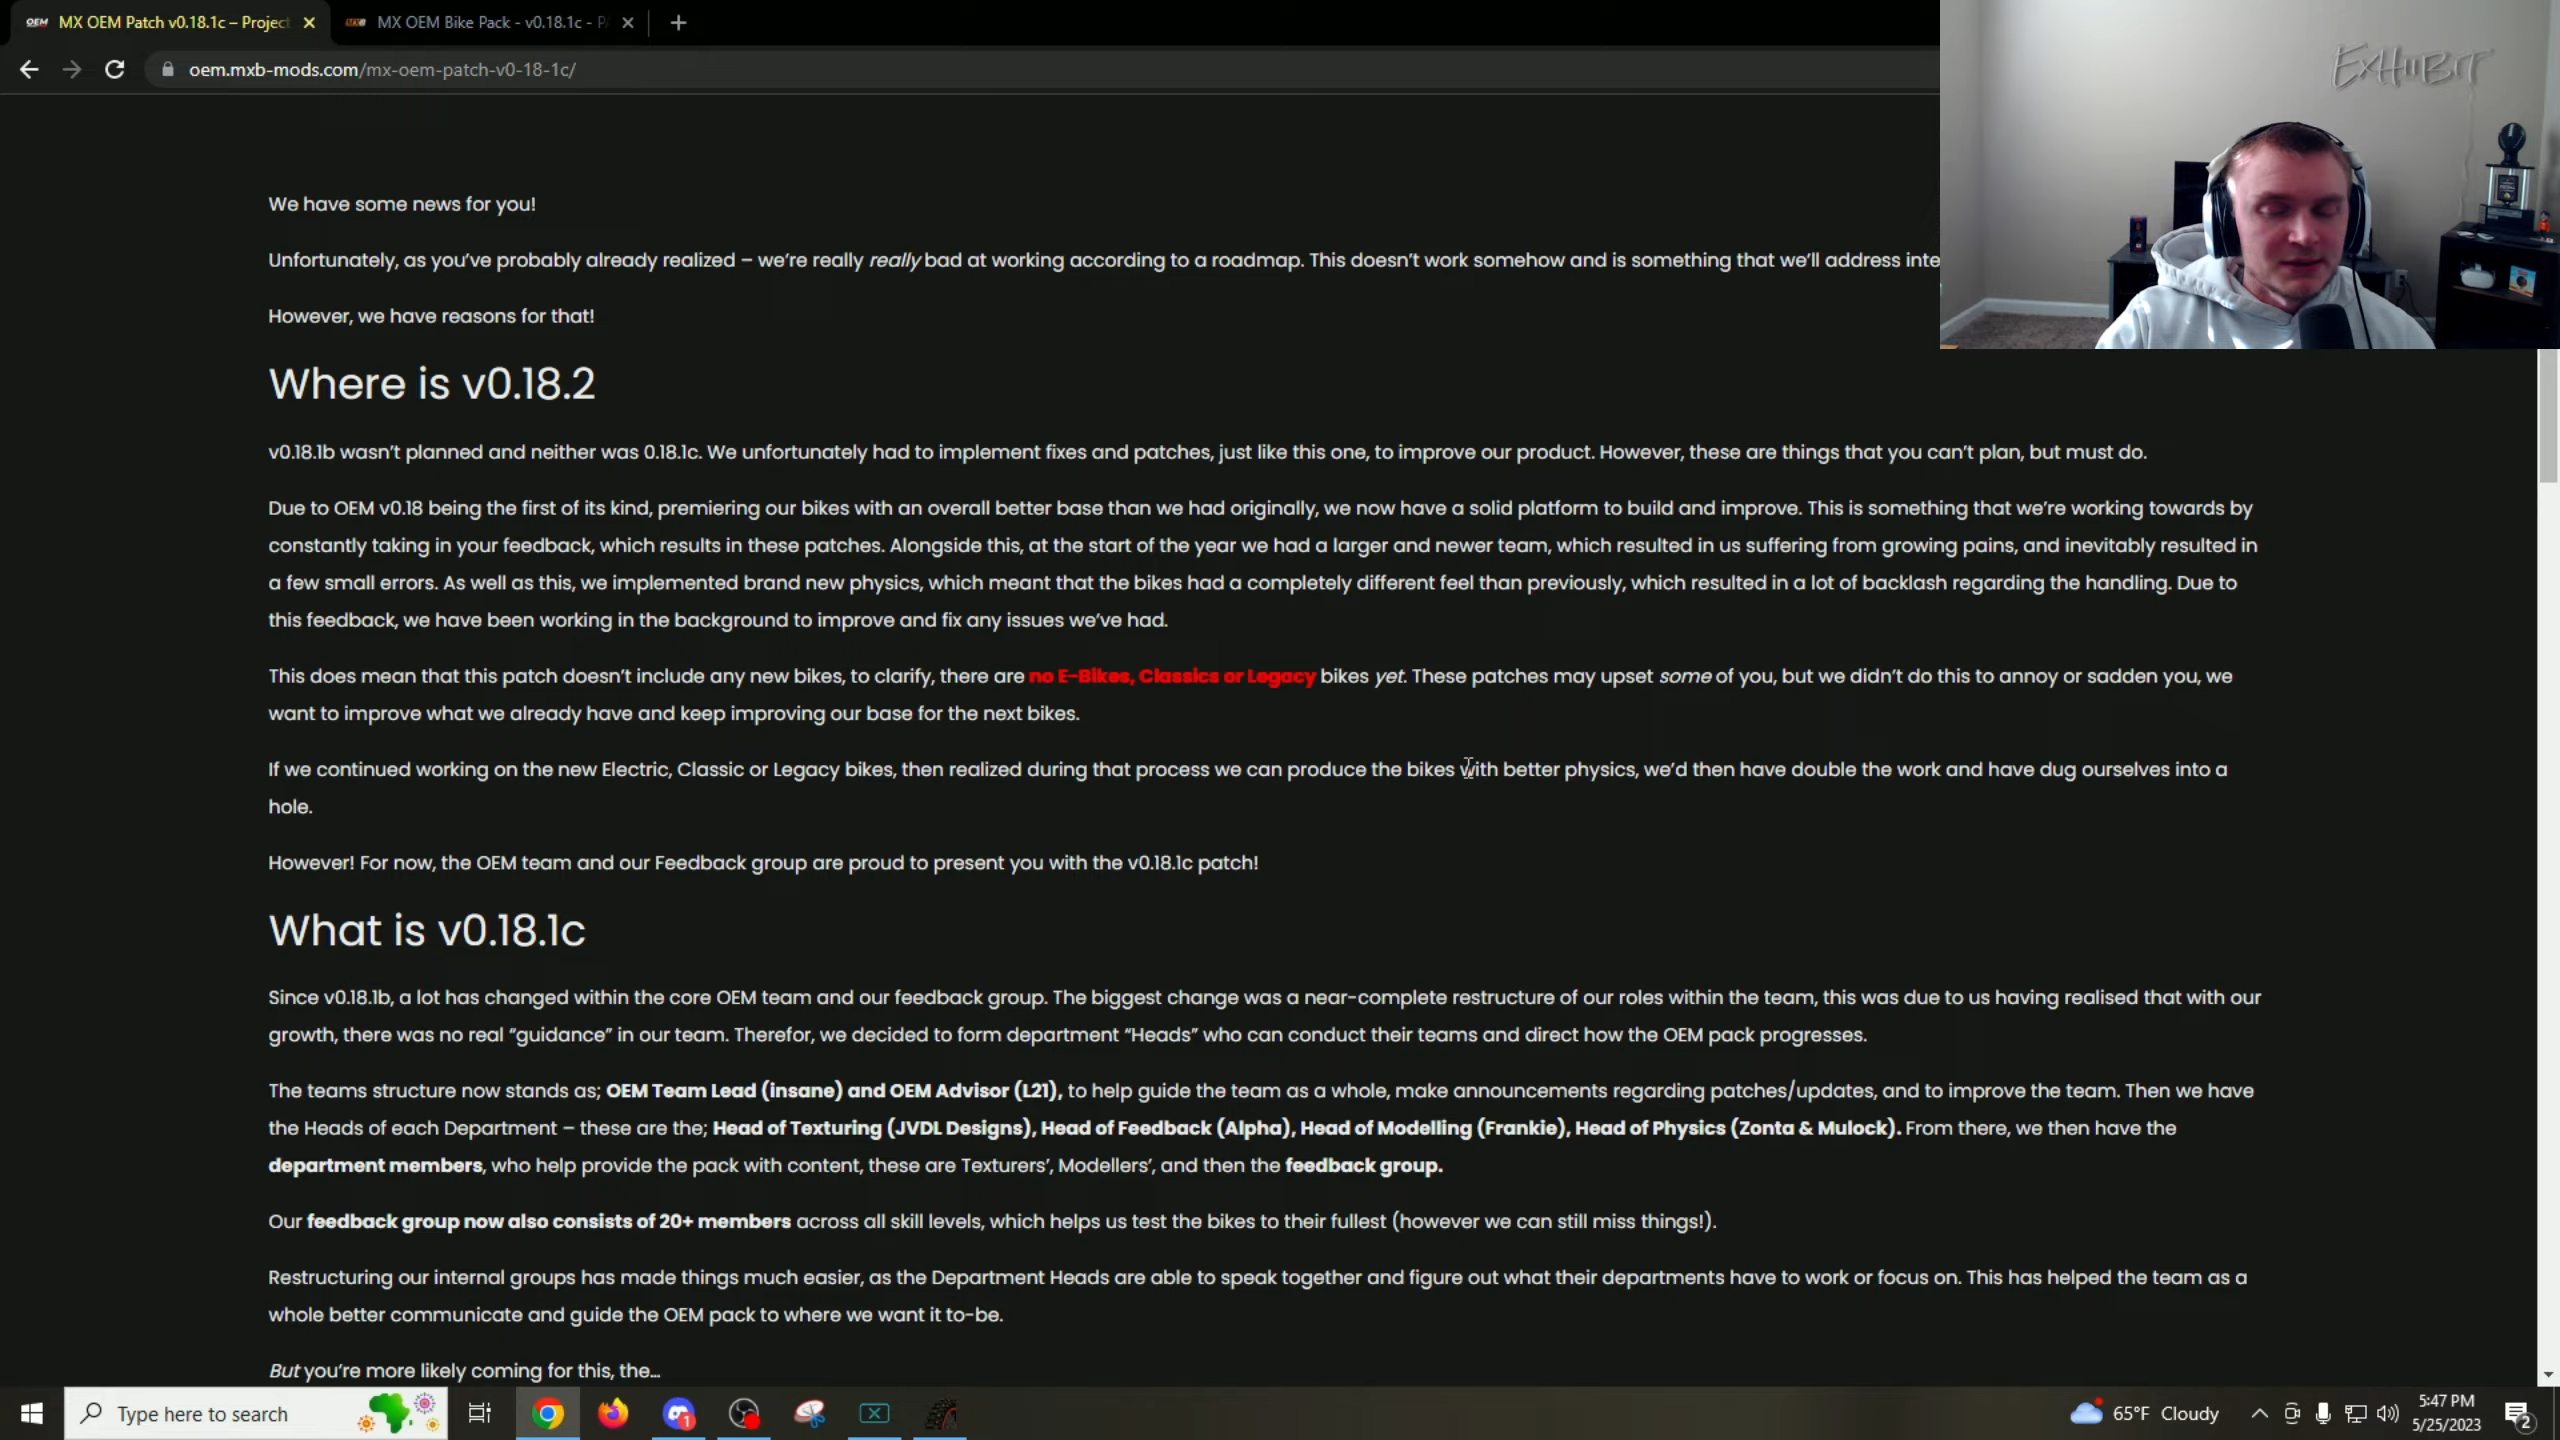 MX OEM Patch v0.18.1c – Project
MX OEM Bike Pack - v0.18.1c - P
oem.mxb-mods.com/mx-oem-patch-v0-18-1c/
EXHIIBIT
We have some news for you!
Unfortunately, as you've probably already realized – we're really really bad at working according to a roadmap. This doesn't work somehow and is something that we'll address inte
However, we have reasons for that!
Where is v0.18.2
v0.18.1b wasn't planned and neither was 0.18.1c. We unfortunately had to implement fixes and patches, just like this one, to improve our product. However, these are things that you can't plan, but must do.
Due to OEM v0.18 being the first of its kind, premiering our bikes with an overall better base than we had originally, we now have a solid platform to build and improve. This is something that we're working towards by
constantly taking in your feedback, which results in these patches. Alongside this, at the start of the year we had a larger and newer team, which resulted in us suffering from growing pains, and inevitably resulted in
a few small errors. As well as this, we implemented brand new physics, which meant that the bikes had a completely different feel than previously, which resulted in a lot of backlash regarding the handling. Due to
this feedback, we have been working in the background to improve and fix any issues we've had.
This does mean that this patch doesn't include any new bikes, to clarify, there are no E-Bikes, Classics or Legacy bikes yet. These patches may upset some of you, but we didn't do this to annoy or sadden you, we
want to improve what we already have and keep improving our base for the next bikes.
If we continued working on the new Electric, Classic or Legacy bikes, then realized during that process we can produce the bikes with better physics, we'd then have double the work and have dug ourselves into a
hole.
However! For now, the OEM team and our Feedback group are proud to present you with the v0.18.1c patch!
What is v0.18.1c
Since v0.18.1b, a lot has changed within the core OEM team and our feedback group. The biggest change was a near-complete restructure of our roles within the team, this was due to us having realised that with our
growth, there was no real "guidance" in our team. Therefor, we decided to form department "Heads" who can conduct their teams and direct how the OEM pack progresses.
The teams structure now stands as; OEM Team Lead (insane) and OEM Advisor (L21), to help guide the team as a whole, make announcements regarding patches/updates, and to improve the team. Then we have
the Heads of each Department – these are the; Head of Texturing (JVDL Designs), Head of Feedback (Alpha), Head of Modelling (Frankie), Head of Physics (Zonta & Mulock). From there, we then have the
department members, who help provide the pack with content, these are Texturers', Modellers', and then the feedback group.
Our feedback group now also consists of 20+ members across all skill levels, which helps us test the bikes to their fullest (however we can still miss things!).
Restructuring our internal groups has made things much easier, as the Department Heads are able to speak together and figure out what their departments have to work or focus on. This has helped the team as a
whole better communicate and guide the OEM pack to where we want it to-be.
But you're more likely coming for this, the…
Type here to search
65°F Cloudy
5:47 PM
5/25/2023
2